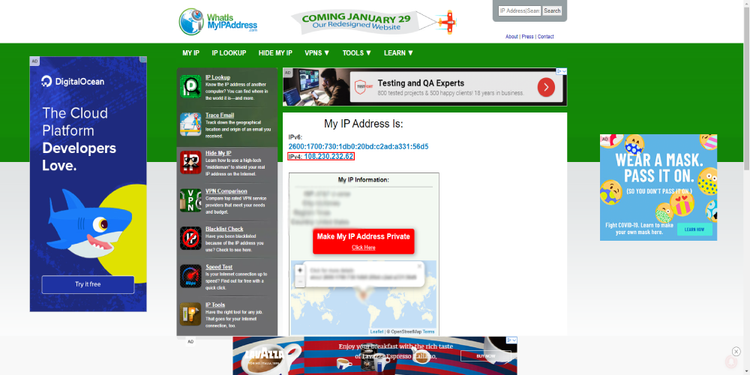 WhatIs
MyIPAddress
.com
COMING JANUARY 29
Our Redesigned
Website
Search
About | Press | Contact
MY IP
IP LOOKUP
HIDE MY IP
VPNS ▼
TOOLS ▼
LEARN ▼
AD
DigitalOcean
The Cloud
Platform
Developers
Love.
Try it free
IP Lookup
Know the IP address of another
computer? You can find where in
the world it is—and more.
Trace Email
Track down the geographical
location and origin of an email you
received.
Hide My IP
Learn how to use a high-tech
"middleman" to shield your real
IP address on the Internet.
VPN Comparison
Compare top rated VPN service
providers that meet your needs
and budget.
Blacklist Check
Have you been blacklisted
because of the IP address you
use? Check to see here.
Speed Test
Is your Internet connection up to
speed? Find out for free with a
quick click.
IP Tools
Have the right tool for any job.
That goes for your Internet
connection, too.
AD
Testing and QA Experts
600 tested projects & 500 happy clients! 18 years in business
My IP Address Is:
IPv6:
2600:1700:730:1db0:20bd:c2ad:a331:56d5
IPv4: 108.230.232.62
My IP Information:
Make My IP Address Private
Click Here
+
Leaflet | © OpenStreetMap Terms
AD
WEAR A MASK.
PASS IT ON.
(SO YOU DON'T PASS IT ON.)
Fight COVID-19. Learn to
make your own mask here.
LEARN NOW
AD
LAVAZZA
Enjoy your breakfast with the rich taste
of Lavazza Espresso Italiano.
BUY NOW